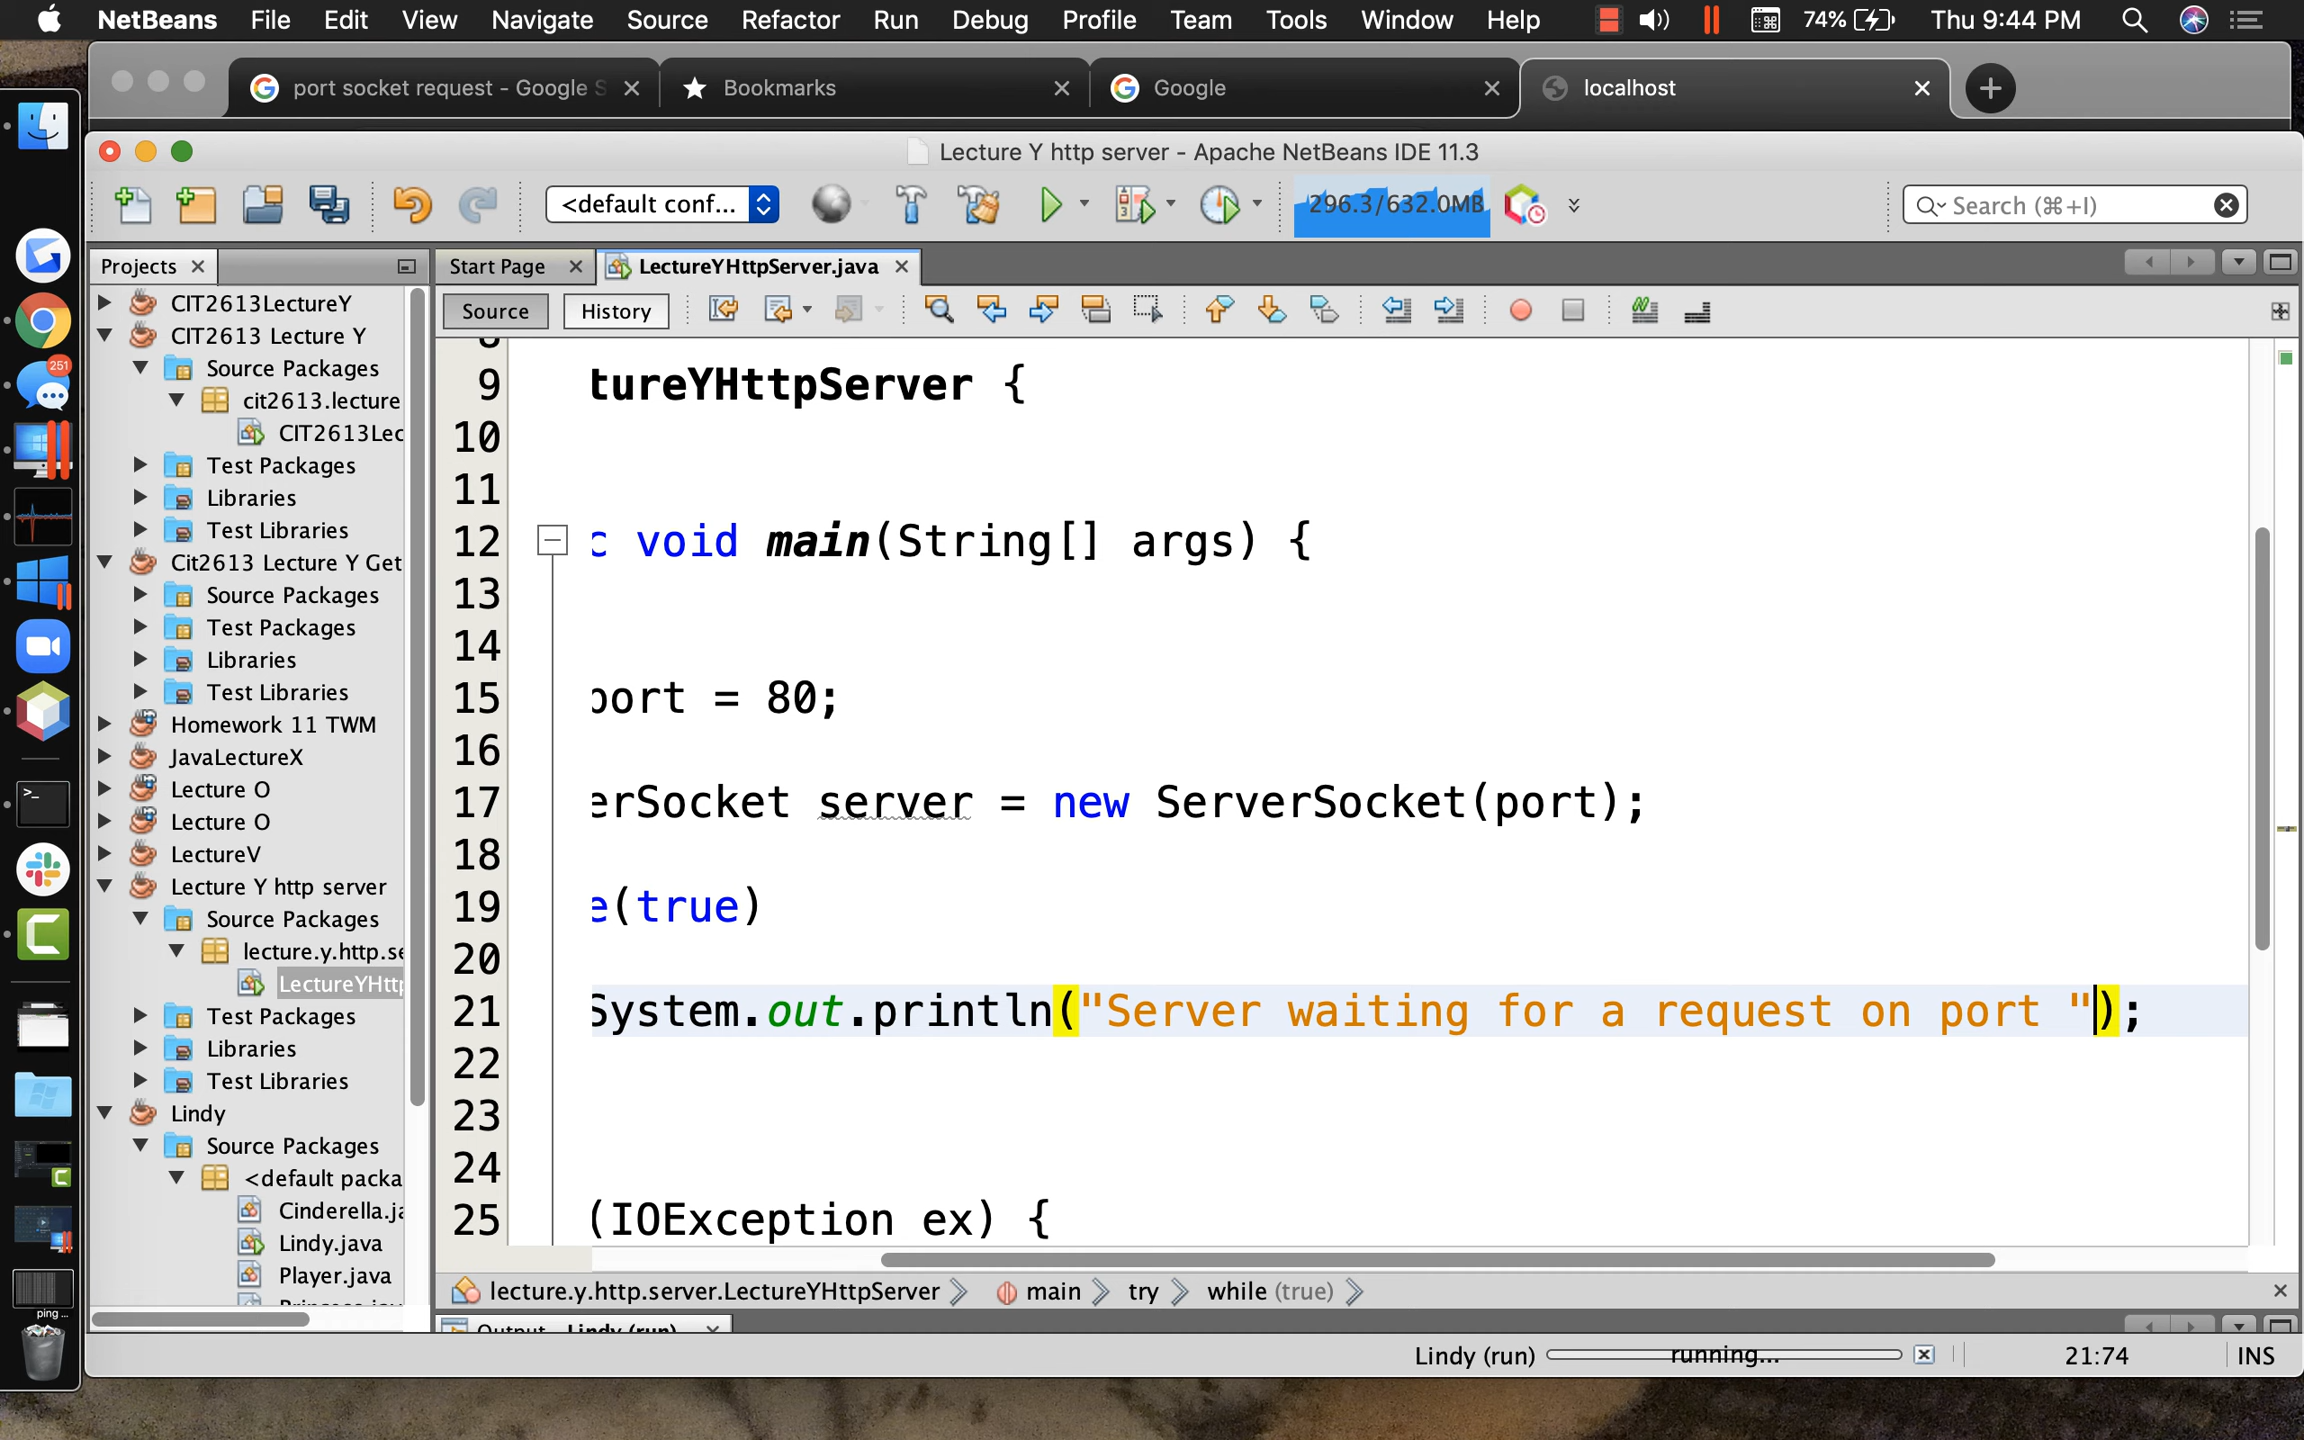 NetBeans File Edit View Navigate Source Refactor Run Debug Profile Team Tools Window Help 74% Thu 9:44 PM
port socket request - Google S Bookmarks Google localhost
Lecture Y http server - Apache NetBeans IDE 11.3
<default conf... 296.3/632.0MB Search (⌘+I)
Projects Start Page LectureYHttpServer.java
Source History
CIT2613LectureY
CIT2613 Lecture Y
Source Packages
cit2613.lecture
CIT2613Lec
Test Packages
Libraries
Test Libraries
Cit2613 Lecture Y Get
Source Packages
Test Packages
Libraries
Test Libraries
Homework 11 TWM
JavaLectureX
Lecture O
Lecture O
LectureV
Lecture Y http server
Source Packages
lecture.y.http.se
LectureYHttp
Test Packages
Libraries
Test Libraries
Lindy
Source Packages
<default packa
Cinderella.ja
Lindy.java
Player.java
251
ping ...
8
9 tureYHttpServer {
10
11
12 c void main(String[] args) {
13
14
15 port = 80;
16
17 erSocket server = new ServerSocket(port);
18
19 e(true)
20
21 System.out.println("Server waiting for a request on port ");
22
23
24
25 (IOException ex) {
lecture.y.http.server.LectureYHttpServer main try while (true)
Output - Lindy (run)
Lindy (run) running... 21:74 INS